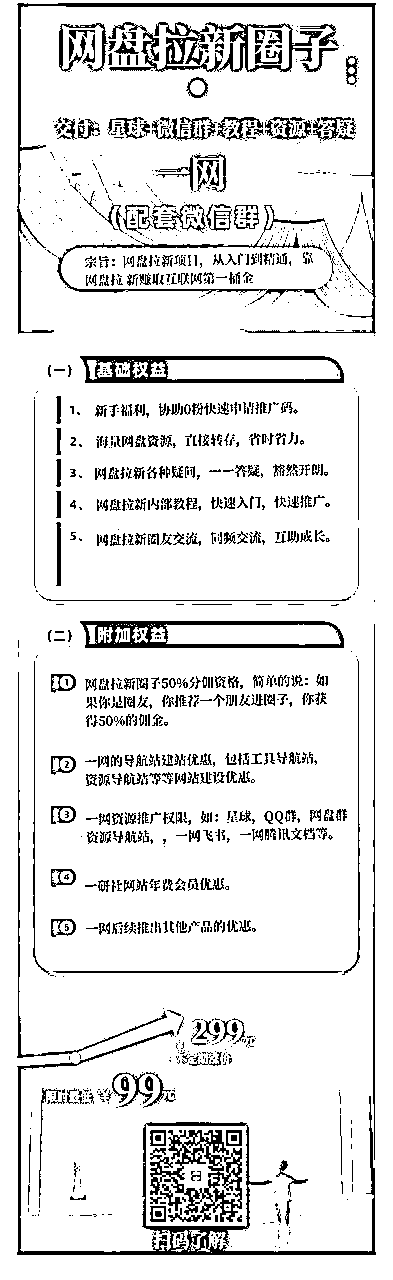 网盘拉新圈子
交付：星球+微信群+教程+资源+答疑
一网
(配套微信群)
宗旨：网盘拉新项目，从入门到精通，靠
网盘拉新赚取互联网第一桶金
(一) 基础权益
1、 新手福利，协助0粉快速申请推广码。
2、 海量网盘资源，直接转存，省时省力。
3、 网盘拉新各种疑问，一一答疑，豁然开朗。
4、 网盘拉新内部教程，快速入门，快速推广。
5、 网盘拉新圈友交流，同频交流，互助成长。
(二) 附加权益
1 网盘拉新圈子50%分佣资格，简单的说：如
果你是圈友，你推荐一个朋友进圈子，你获
得50%的佣金。
2 一网的导航站建站优惠，包括工具导航站，
资源导航站等等网站建设优惠。
3 一网资源推广权限，如：星球，QQ群，网盘群
资源导航站，，一网飞书，一网腾讯文档等。
4 一研社网站年费会员优惠。
5 一网后续推出其他产品的优惠。
299元
不定期涨价
限时最低 ¥99元
扫码了解